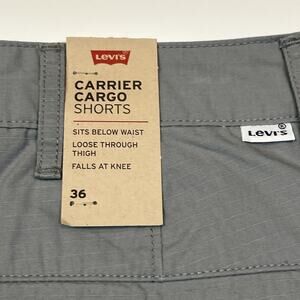 Levi's®
CARRIER
CARGO
SHORTS
SITS BELOW WAIST
LOOSE THROUGH
THIGH
FALLS AT KNEE
36
Levi's®